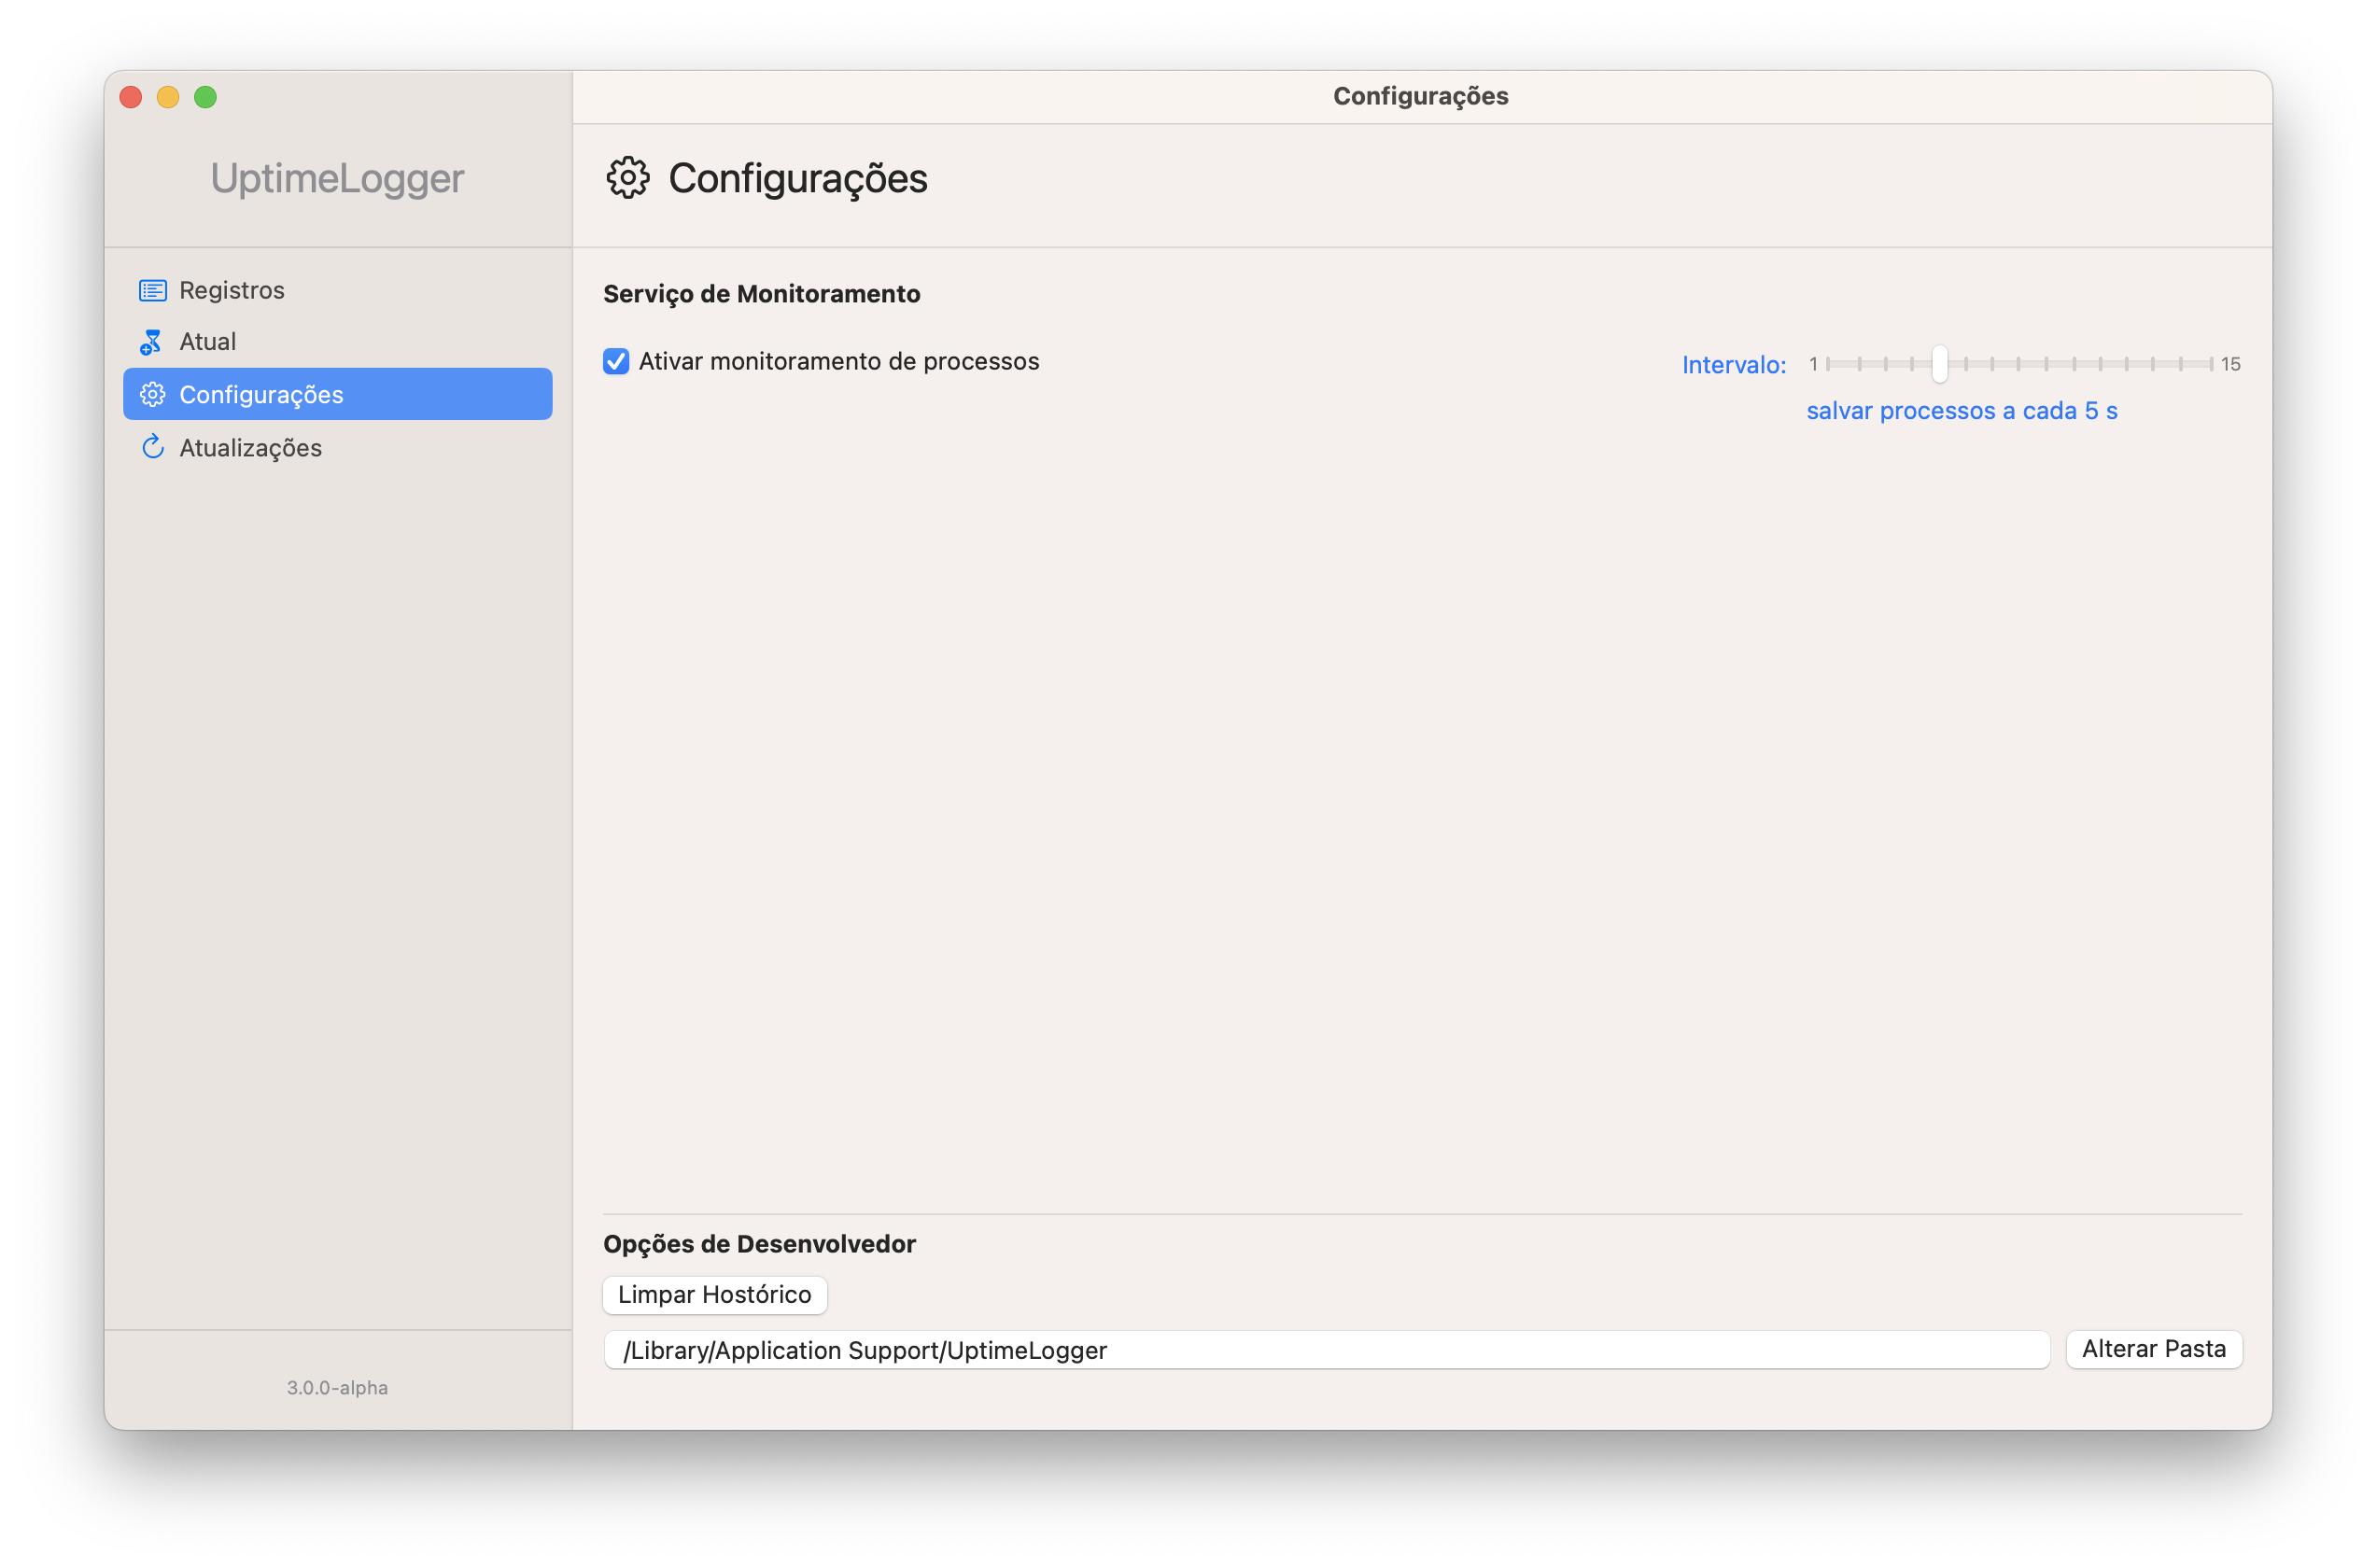 Configurações
UptimeLogger
Configurações
Registros
Atual
Configurações
Atualizações
Serviço de Monitoramento
Ativar monitoramento de processos
Intervalo: 1 15
salvar processos a cada 5 s
Opções de Desenvolvedor
Limpar Hostórico
/Library/Application Support/UptimeLogger
Alterar Pasta
3.0.0-alpha